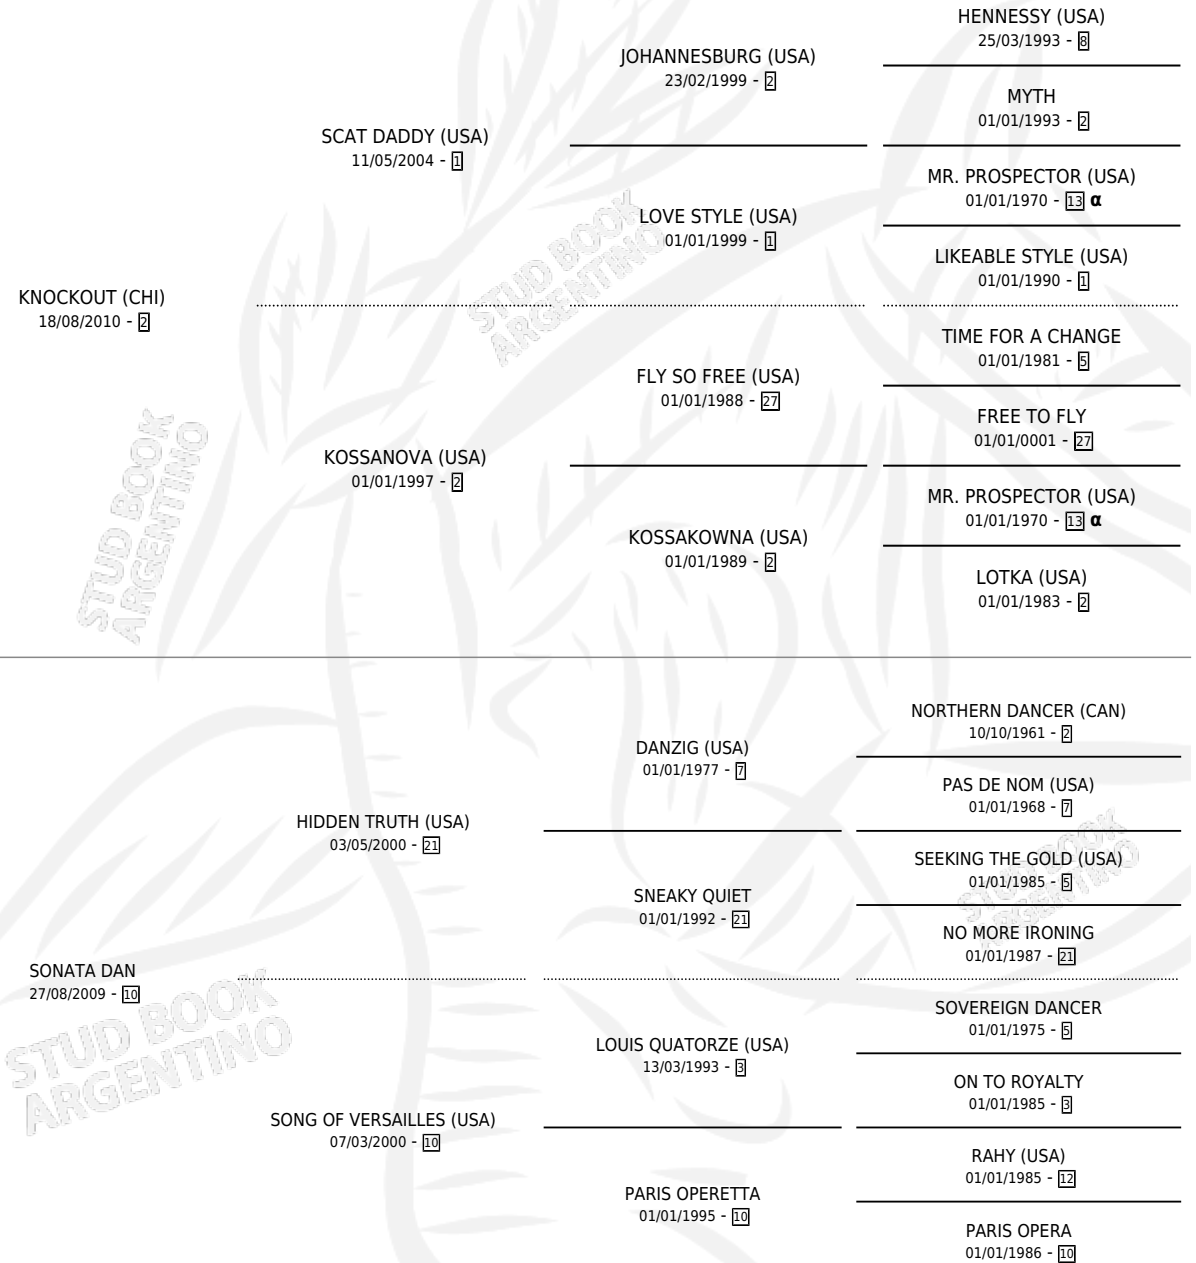 HENNESSY (USA)
25/03/1993 - 8
JOHANNESBURG (USA)
23/02/1999 - 2
MYTH
01/01/1993 - 2
SCAT DADDY (USA)
11/05/2004 - 1
MR. PROSPECTOR (USA)
01/01/1970 - 13 α
LOVE STYLE (USA)
01/01/1999 - 1
LIKEABLE STYLE (USA)
01/01/1990 - 1
KNOCKOUT (CHI)
18/08/2010 - 2
TIME FOR A CHANGE
01/01/1981 - 5
FLY SO FREE (USA)
01/01/1988 - 27
FREE TO FLY
01/01/0001 - 27
KOSSANOVA (USA)
01/01/1997 - 2
MR. PROSPECTOR (USA)
01/01/1970 - 13 α
KOSSAKOWNA (USA)
01/01/1989 - 2
LOTKA (USA)
01/01/1983 - 2
STUD BOOK
ARGENTINO
STUD BOOK
ARGENTINO
NORTHERN DANCER (CAN)
10/10/1961 - 2
DANZIG (USA)
01/01/1977 - 7
PAS DE NOM (USA)
01/01/1968 - 7
HIDDEN TRUTH (USA)
03/05/2000 - 21
SEEKING THE GOLD (USA)
01/01/1985 - 5
SNEAKY QUIET
01/01/1992 - 21
NO MORE IRONING
01/01/1987 - 21
SONATA DAN
27/08/2009 - 10
SOVEREIGN DANCER
01/01/1975 - 5
LOUIS QUATORZE (USA)
13/03/1993 - 3
ON TO ROYALTY
01/01/1985 - 3
SONG OF VERSAILLES (USA)
07/03/2000 - 10
RAHY (USA)
01/01/1985 - 12
PARIS OPERETTA
01/01/1995 - 10
PARIS OPERA
01/01/1986 - 10
STUD BOOK
ARGENTINO
STUD BOOK
ARGENTINO